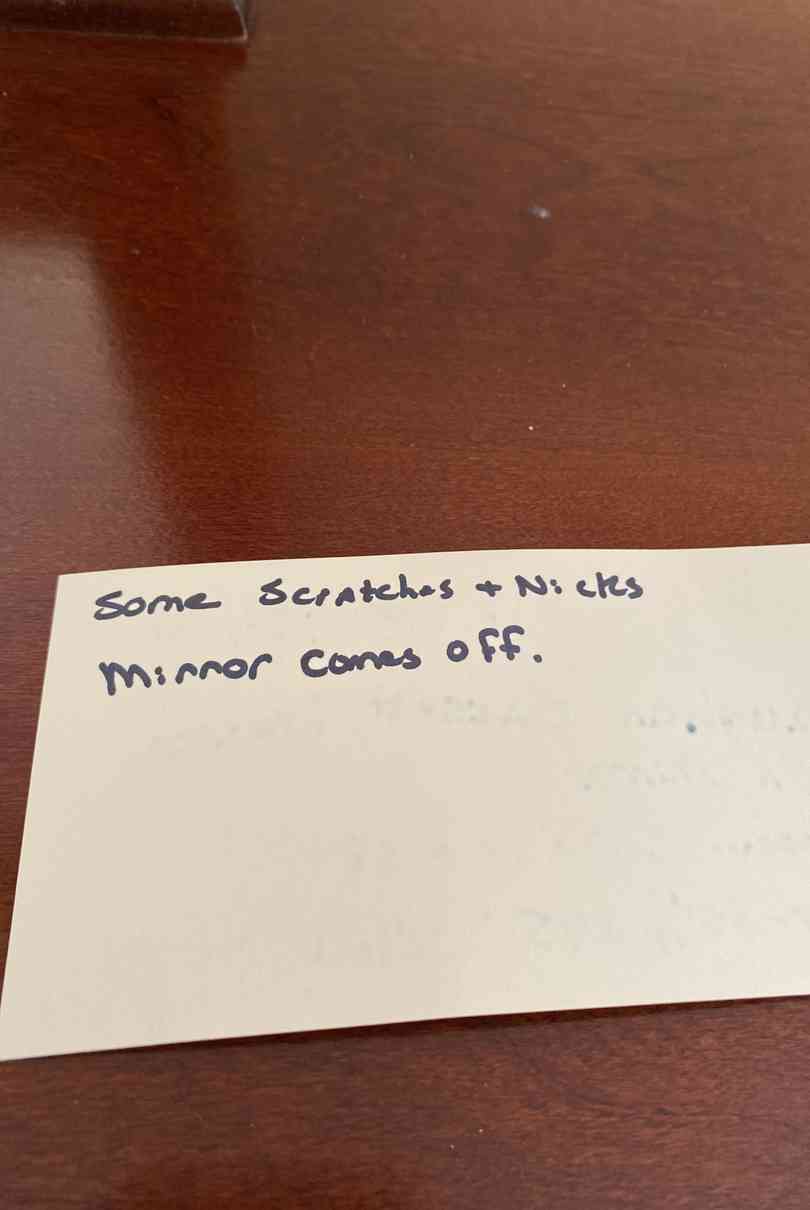 Some Scratches + Nicks
Mirror comes off.